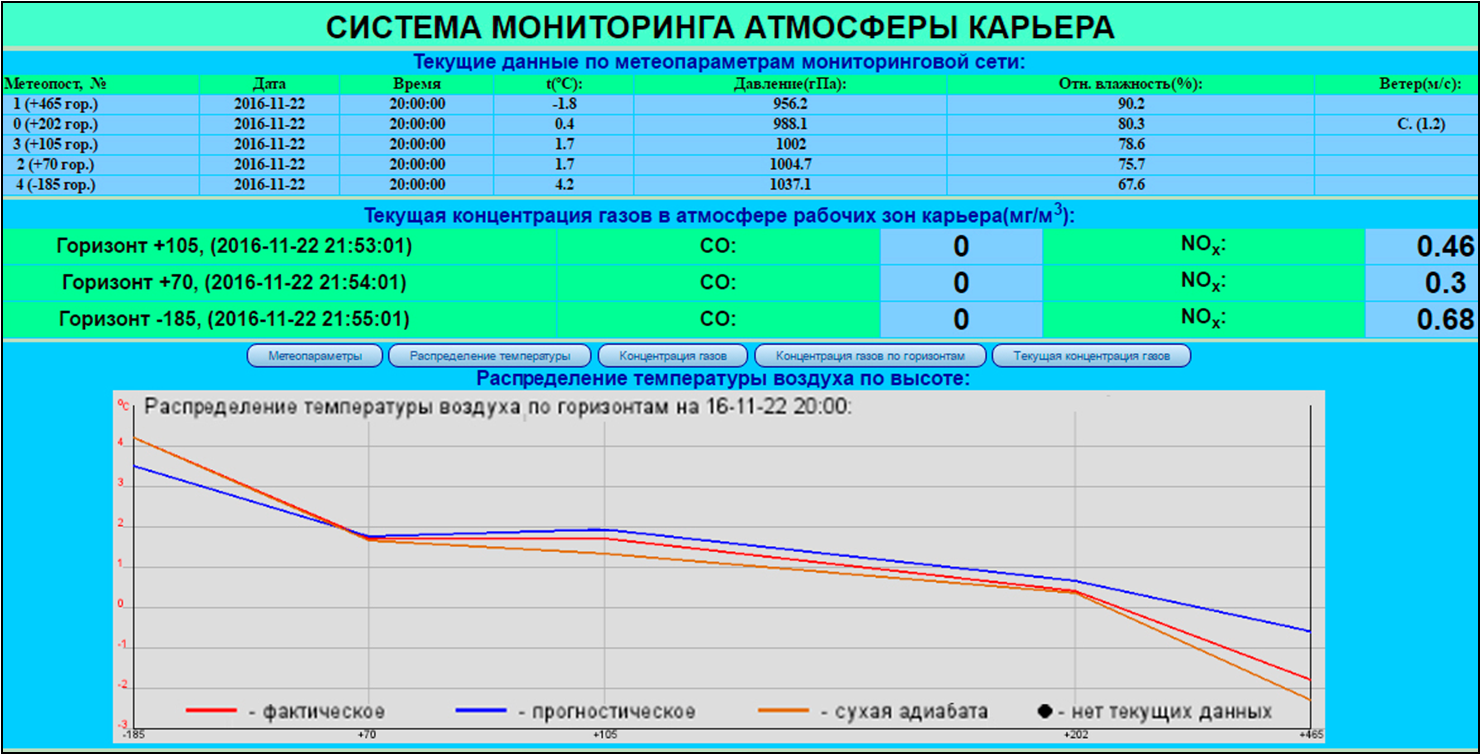 СИСТЕМА МОНИТОРИНГА АТМОСФЕРЫ КАРЬЕРА
Текущие данные по метеопараметрам мониторинговой сети:
Метеопост, № Дата Время t(°C): Давление(гПа): Отн. влажность(%): Ветер(м/с):
1 (+465 гор.) 2016-11-22 20:00:00 -1.8 956.2 90.2
0 (+202 гор.) 2016-11-22 20:00:00 0.4 988.1 80.3 С. (1.2)
3 (+105 гор.) 2016-11-22 20:00:00 1.7 1002 78.6
2 (+70 гор.) 2016-11-22 20:00:00 1.7 1004.7 75.7
4 (-185 гор.) 2016-11-22 20:00:00 4.2 1037.1 67.6
Текущая концентрация газов в атмосфере рабочих зон карьера(мг/м³):
Горизонт +105, (2016-11-22 21:53:01) CO: 0 NOx: 0.46
Горизонт +70, (2016-11-22 21:54:01) CO: 0 NOx: 0.3
Горизонт -185, (2016-11-22 21:55:01) CO: 0 NOx: 0.68
Метеопараметры Распределение температуры Концентрация газов Концентрация газов по горизонтам Текущая концентрация газов
Распределение температуры воздуха по высоте:
°C Распределение температуры воздуха по горизонтам на 16-11-22 20:00:
4
3
2
1
0
-1
-2
- фактическое - прогностическое - сухая адиабата - нет текущих данных
-3
-185 +70 +105 +202 +465